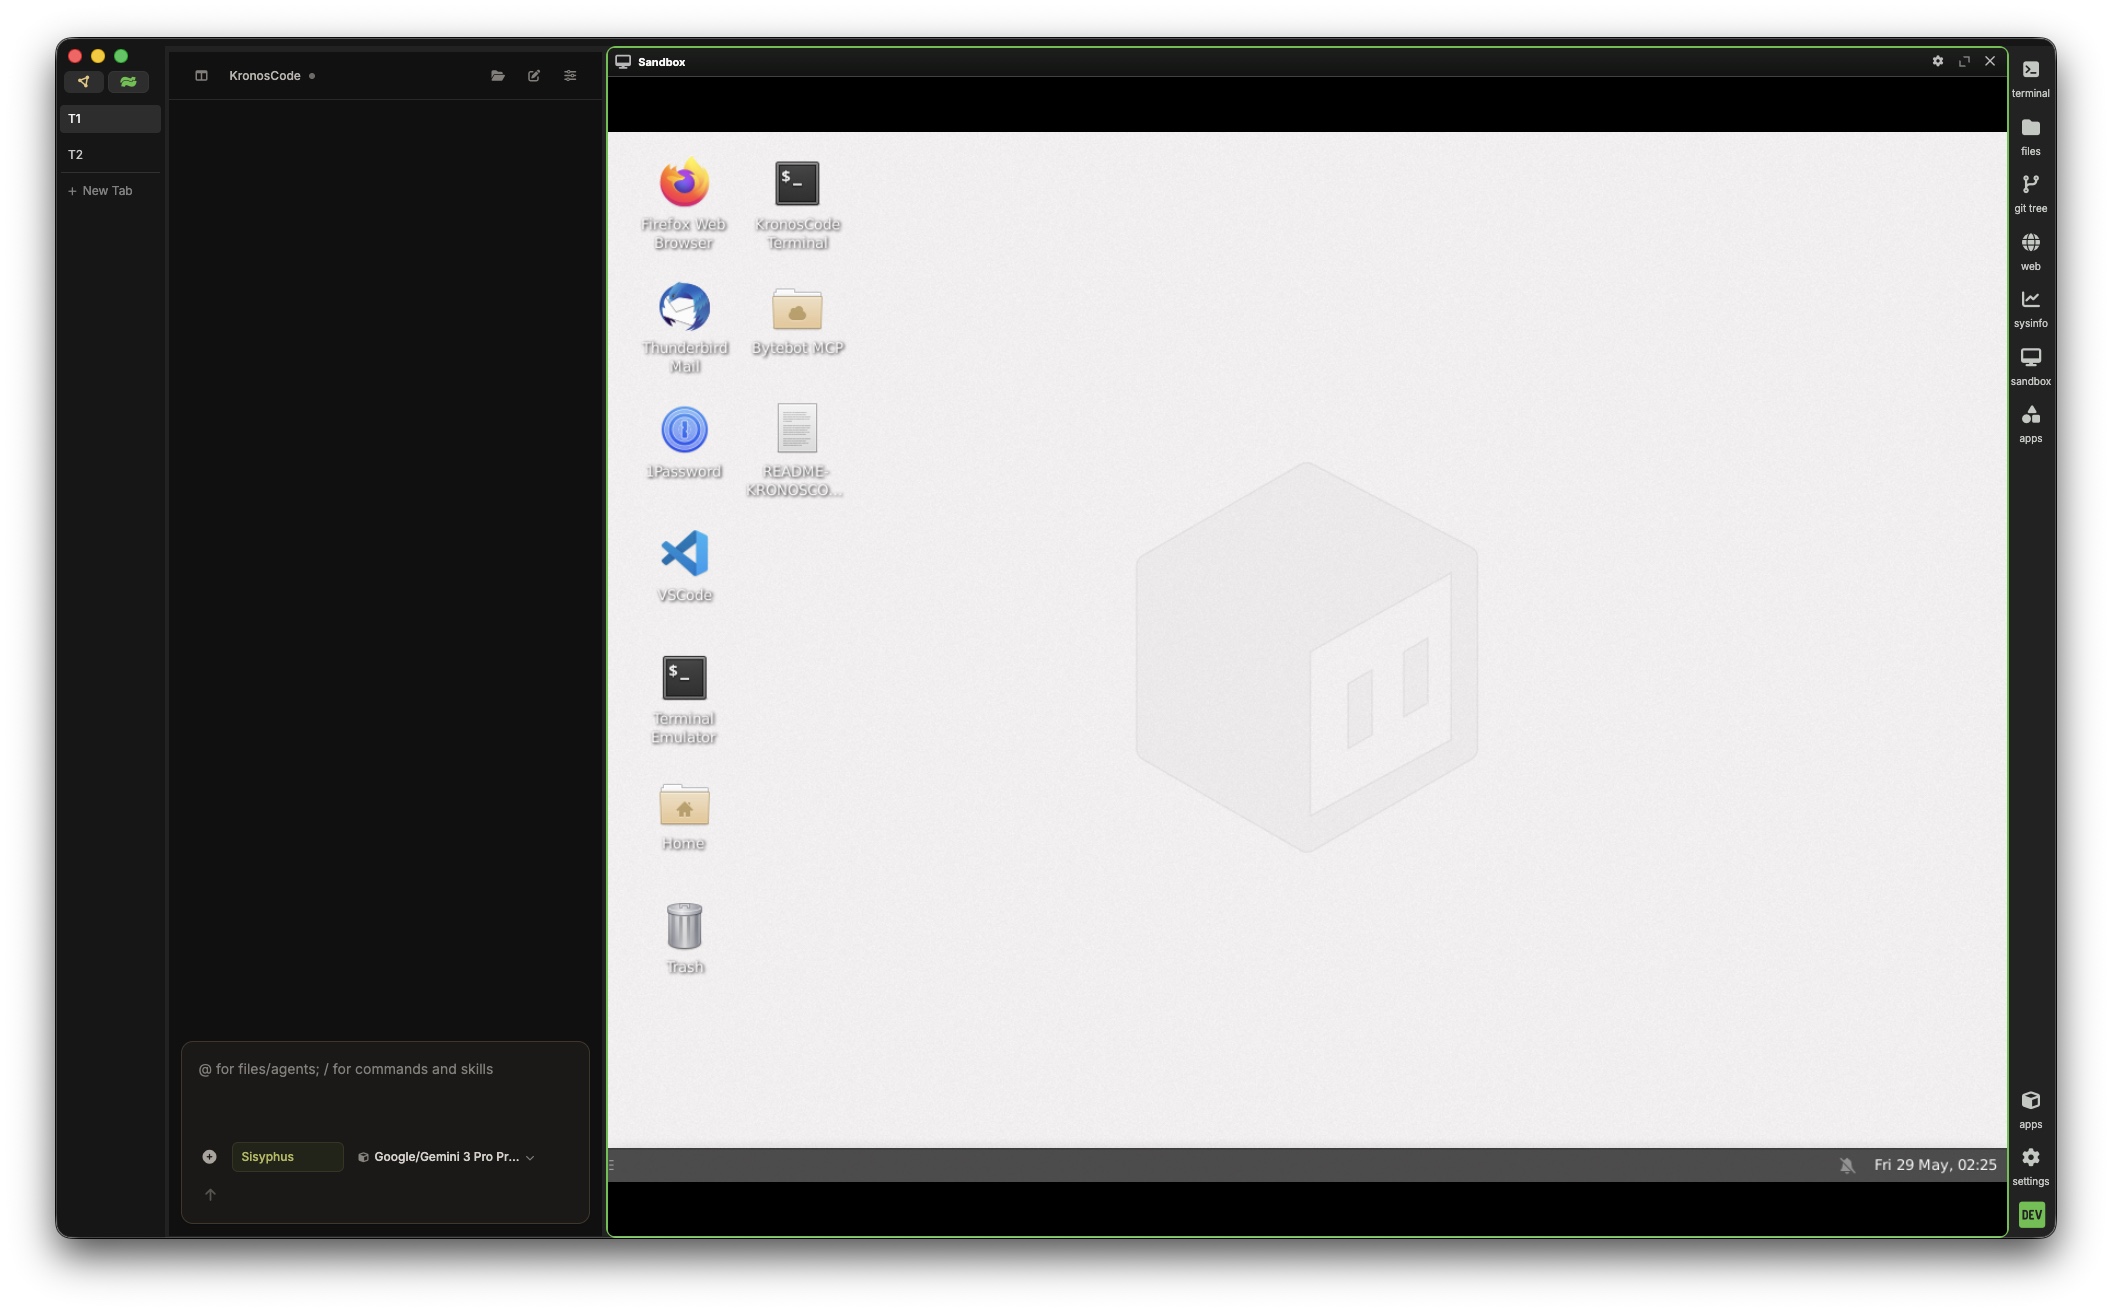 T1
T2
+ New Tab
KronosCode
@ for files/agents; / for commands and skills
Sisyphus
Google/Gemini 3 Pro Pr...
Sandbox
$_
Firefox Web
Browser
KronosCode
Terminal
Thunderbird
Mail
Bytebot MCP
1Password
README-
KRONOSCO...
VSCode
$_
Terminal
Emulator
Home
Trash
Fri 29 May, 02:25
terminal
files
git tree
web
sysinfo
sandbox
apps
apps
settings
DEV